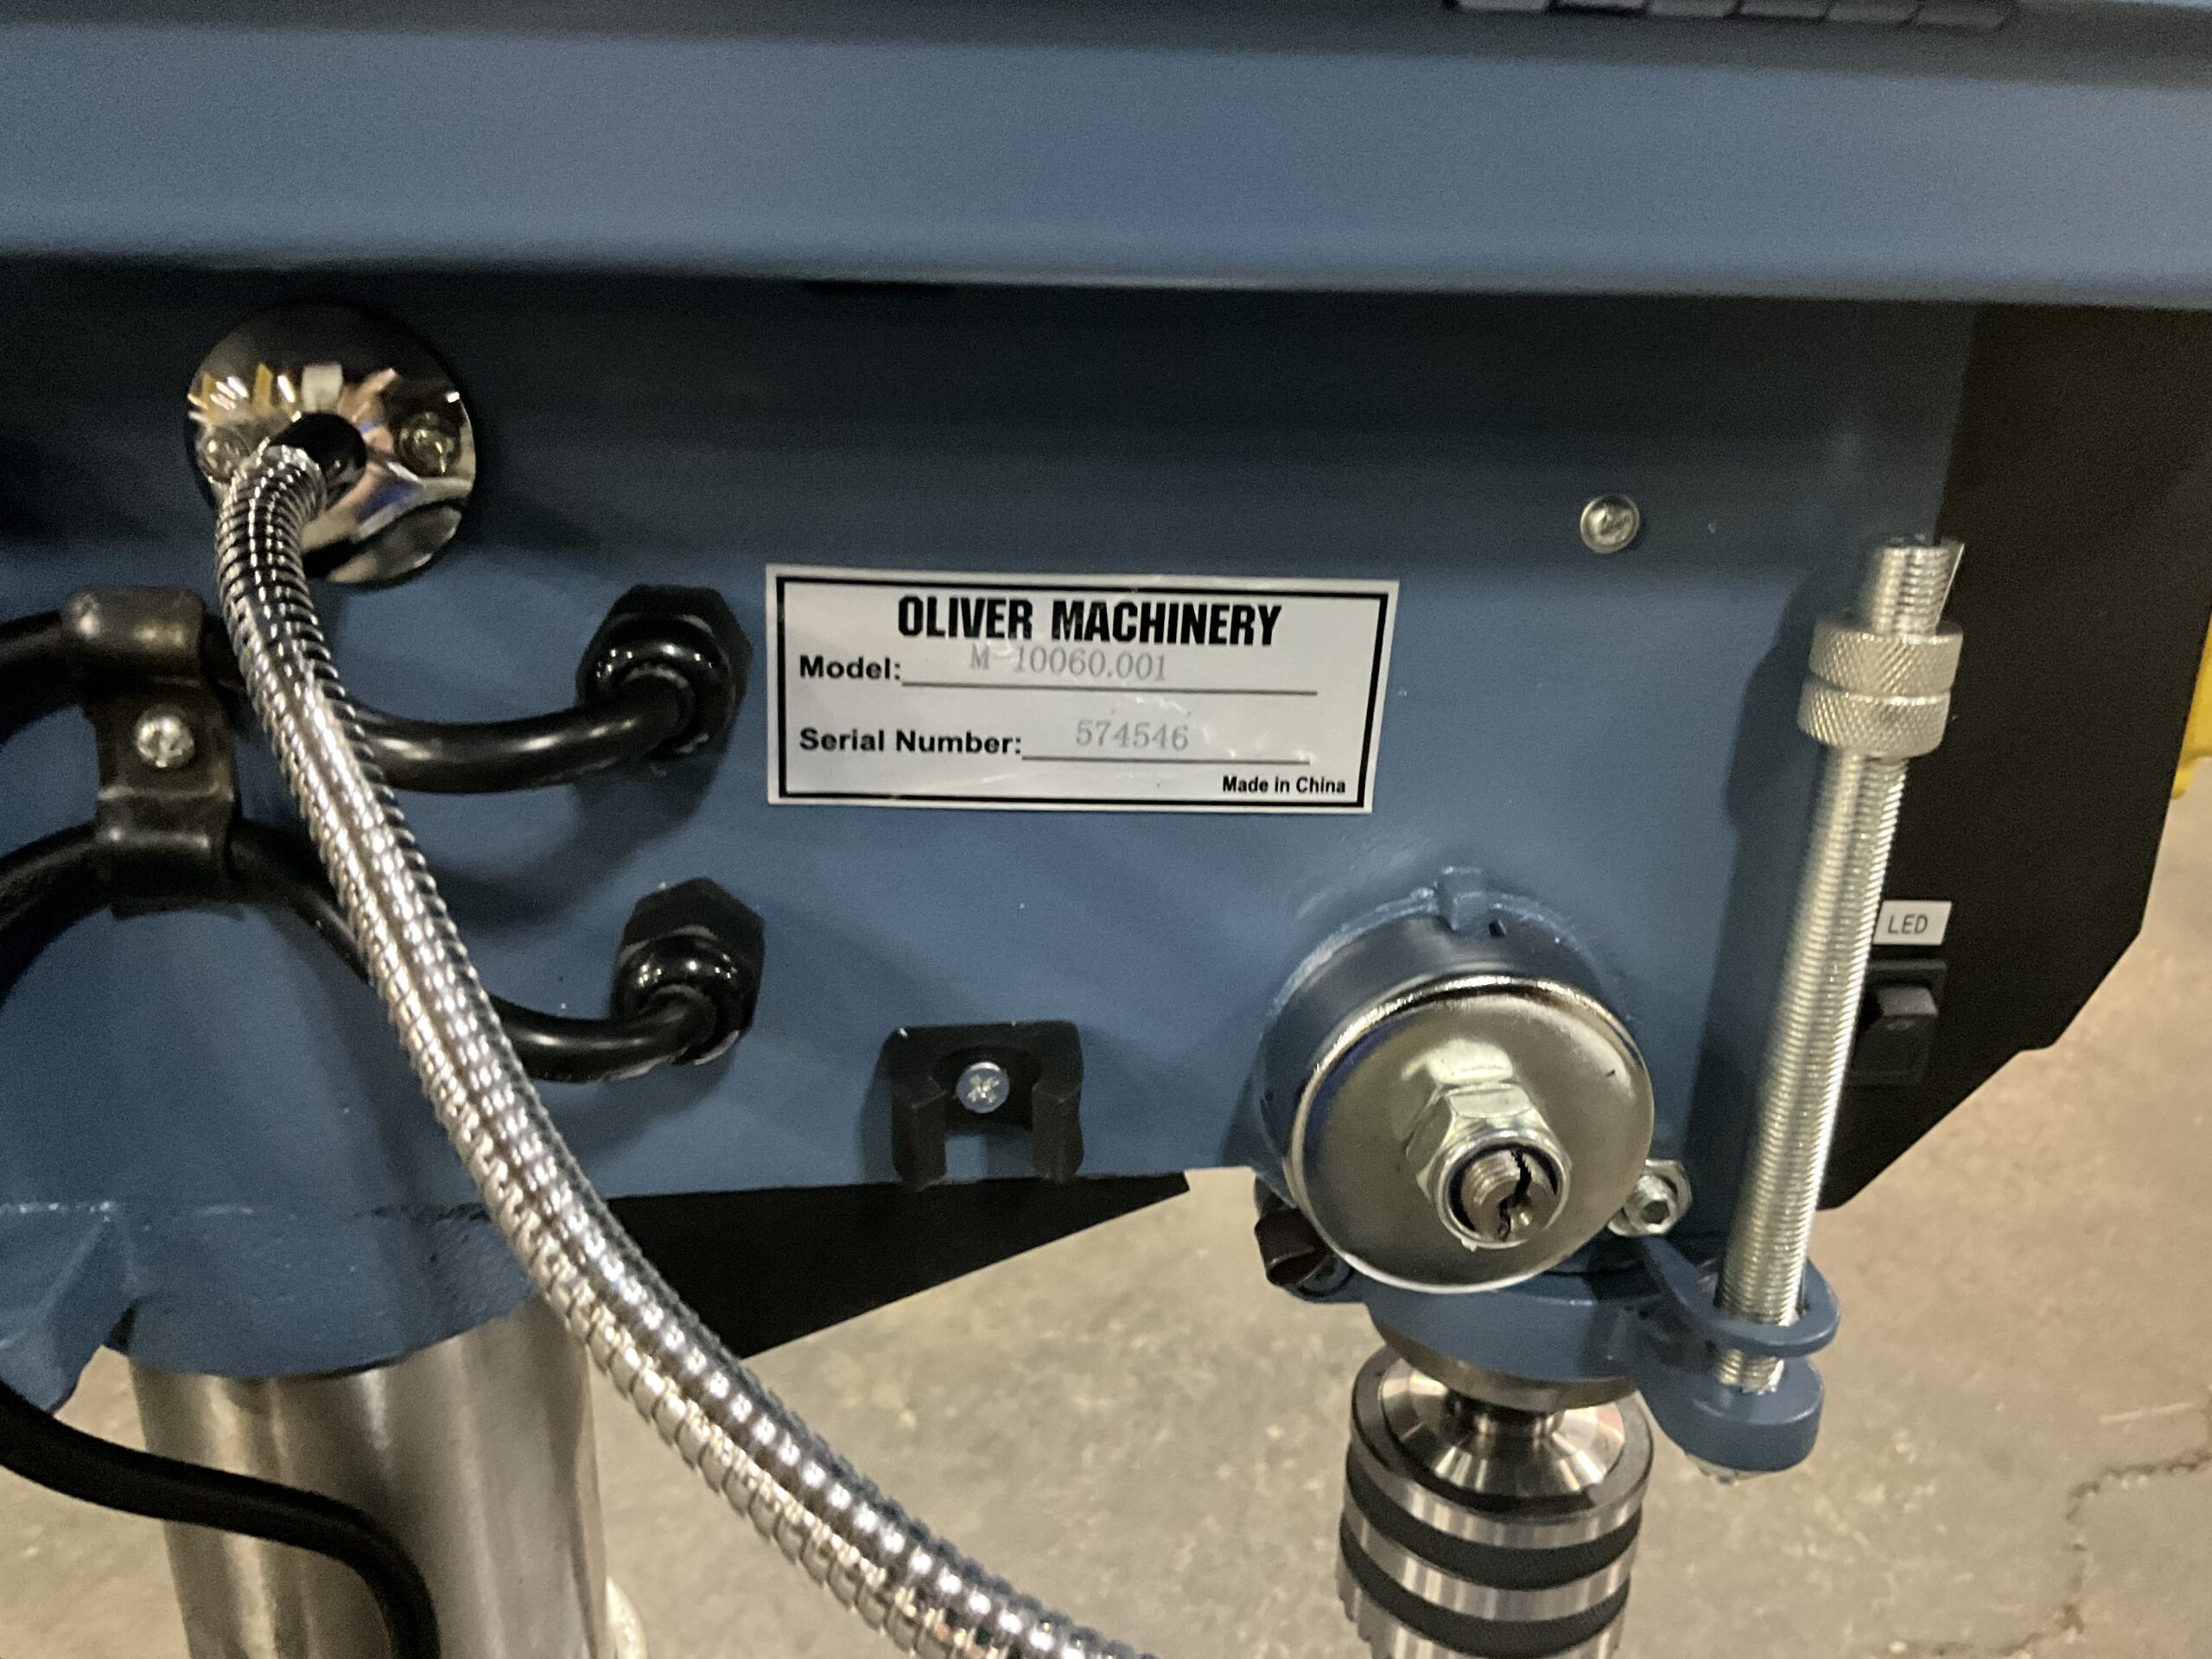 OLIVER MACHINERY
Model: M-10060.001
Serial Number: 574546
Made in China
LED